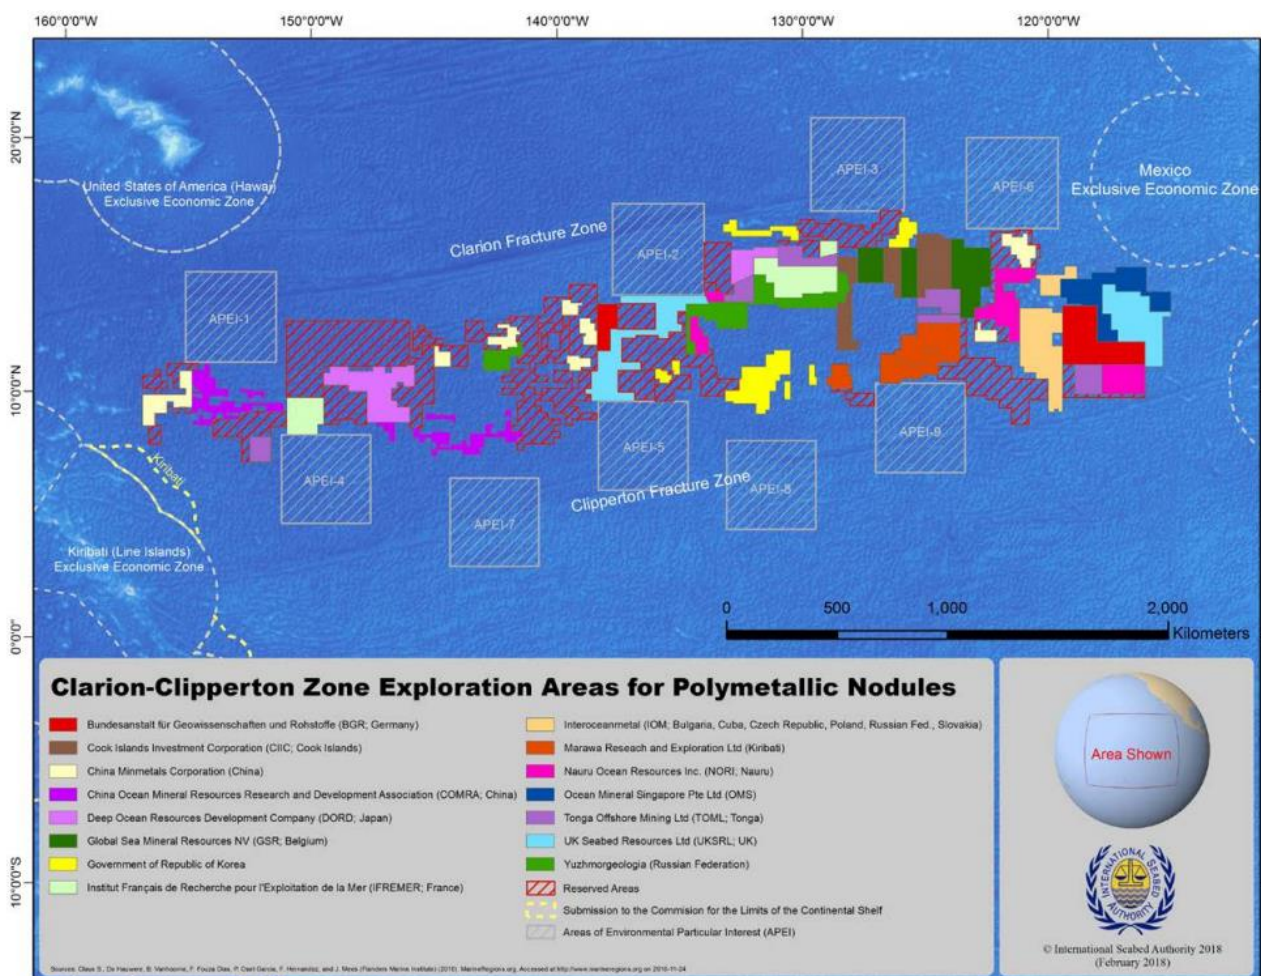 160°0'0"W 150°0'0"W 140°0'0"W 130°0'0"W 120°0'0"W
20°0'0"N
10°0'0"N
0°0'0"
10°0'0"S
APEI-3
APEI-6
Mexico
Exclusive Economic Zone
United States of America (Hawaii)
Exclusive Economic Zone
Clarion Fracture Zone
APEI-2
APEI-1
APEI-5
APEI-9
Kiribati
APEI-4
Clipperton Fracture Zone
APEI-8
APEI-7
Kiribati (Line Islands)
Exclusive Economic Zone
0 500 1,000 2,000
Kilometers
Clarion-Clipperton Zone Exploration Areas for Polymetallic Nodules
Bundesanstalt für Geowissenschaften und Rohstoffe (BGR; Germany)
Cook Islands Investment Corporation (CIIC; Cook Islands)
China Minmetals Corporation (China)
China Ocean Mineral Resources Research and Development Association (COMRA; China)
Deep Ocean Resources Development Company (DORD; Japan)
Global Sea Mineral Resources NV (GSR; Belgium)
Government of Republic of Korea
Institut Français de Recherche pour l'Exploitation de la Mer (IFREMER; France)
Interoceanmetal (IOM; Bulgaria, Cuba, Czech Republic, Poland, Russian Fed., Slovakia)
Marawa Reseach and Exploration Ltd (Kiribati)
Nauru Ocean Resources Inc. (NORI; Nauru)
Ocean Mineral Singapore Pte Ltd (OMS)
Tonga Offshore Mining Ltd (TOML; Tonga)
UK Seabed Resources Ltd (UKSRL; UK)
Yuzhmorgeologia (Russian Federation)
Reserved Areas
Submission to the Commision for the Limits of the Continental Shelf
Areas of Environmental Particular Interest (APEI)
Area Shown
INTERNATIONAL SEABED AUTHORITY
© International Seabed Authority 2018
(February 2018)